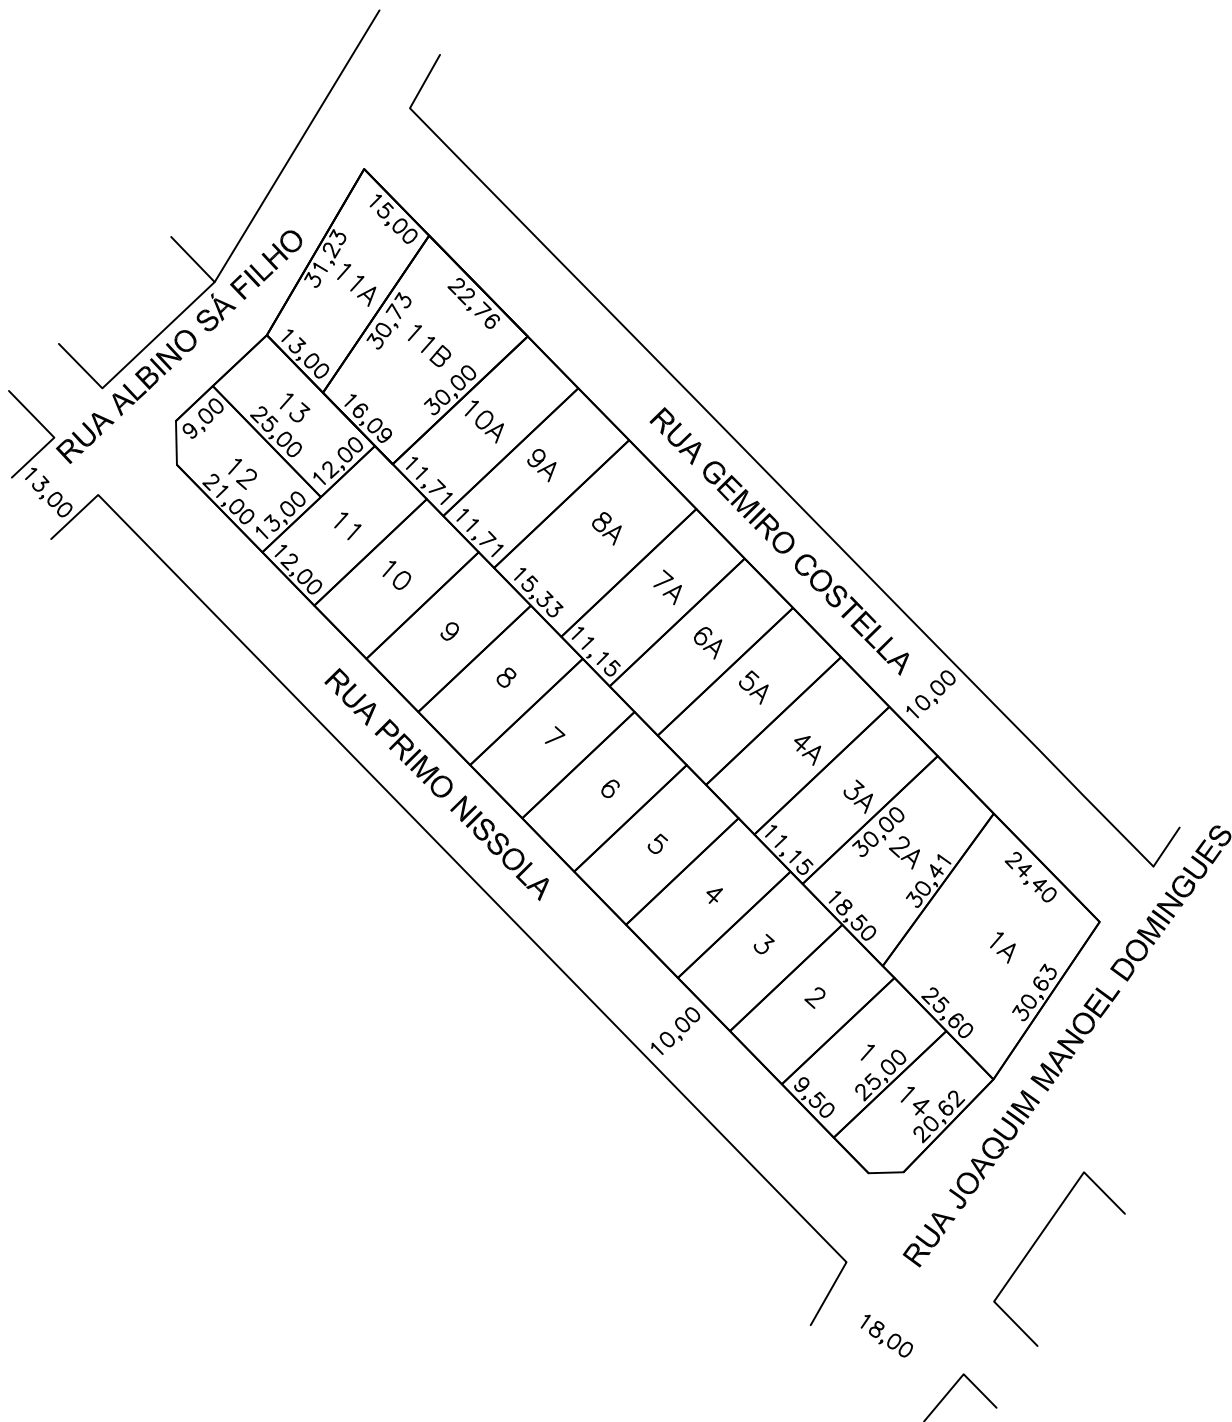 15,00
31,23
11A
30,73
22,76
11B
30,00
RUA ALBINO SÁ FILHO
13,00
16,09
9,00
13
25,00
12,00
12
21,00
13,00
13,00
12,00
11
11,71
11,71
10A
9A
8A
15,33
11,15
7A
6A
5A
4A
3A
30,00
2A
30,41
24,40
1A
30,63
RUA GEMIRO COSTELLA
10,00
10
9
8
7
6
5
4
3
2
1
25,00
14
20,62
9,50
11,15
18,50
25,60
RUA PRIMO NISSOLA
10,00
RUA JOAQUIM MANOEL DOMINGUES
18,00